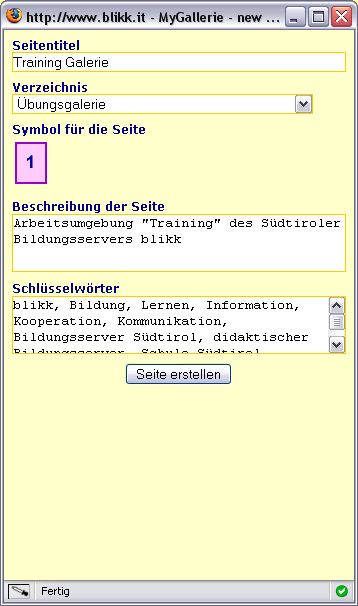 http://www.blikk.it - MyGallerie - new ...
Seitentitel
Training Galerie
Verzeichnis
Übungsgalerie
Symbol für die Seite
1
Beschreibung der Seite
Arbeitsumgebung "Training" des Südtiroler
Bildungsservers blikk
Schlüsselwörter
blikk, Bildung, Lernen, Information,
Kooperation, Kommunikation,
Bildungsserver Südtirol, didaktischer
Bildungsserver, Schule Südtirol
Seite erstellen
Fertig